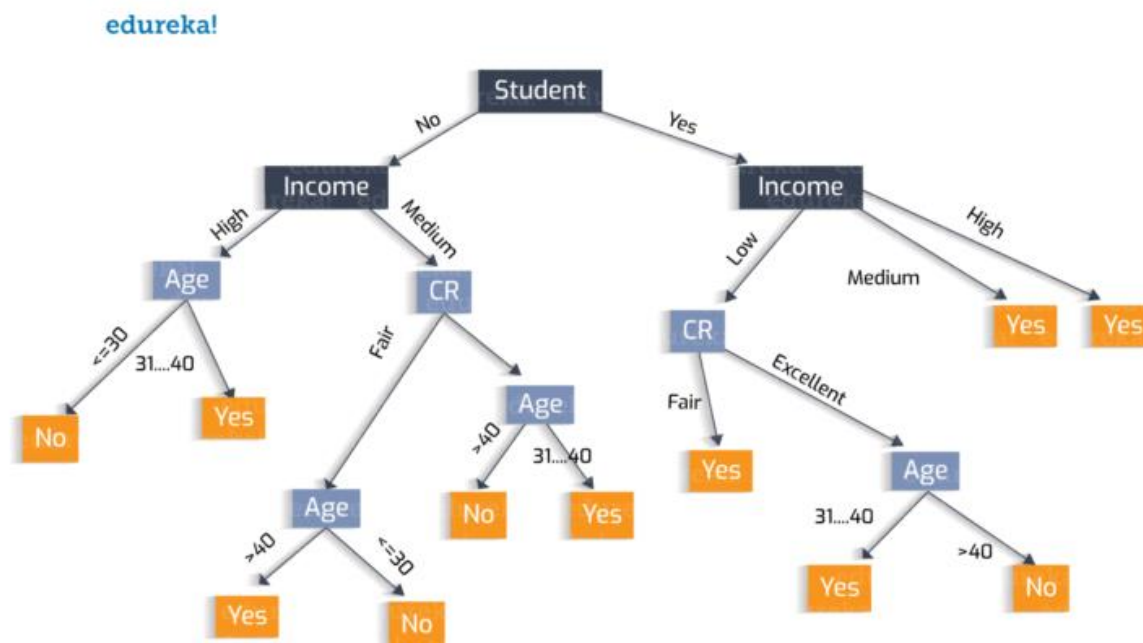 edureka!
Student
No
Yes
Income
Income
High
Medium
Low
Medium
High
Age
CR
CR
Yes
Yes
<=30
31....40
Fair
Fair
Excellent
No
Yes
Age
Yes
Age
>40
31....40
No
Yes
Age
31....40
>40
>40
<=30
Yes
No
Yes
No